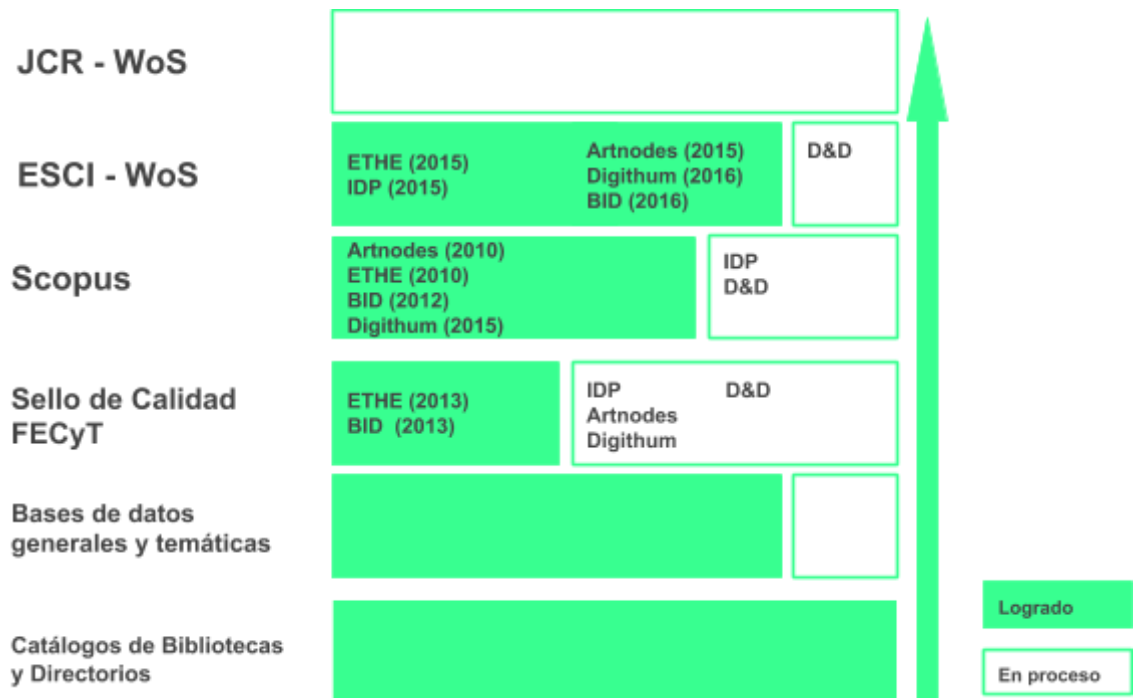 JCR - WoS
ESCI - WoS
ETHE (2015)
IDP (2015)
Artnodes (2015)
Digithum (2016)
BID (2016)
D&D
Scopus
Artnodes (2010)
ETHE (2010)
BID (2012)
Digithum (2015)
IDP
D&D
Sello de Calidad
FECyT
ETHE (2013)
BID (2013)
IDP
Artnodes
Digithum
D&D
Bases de datos
generales y temáticas
Catálogos de Bibliotecas
y Directorios
Logrado
En proceso